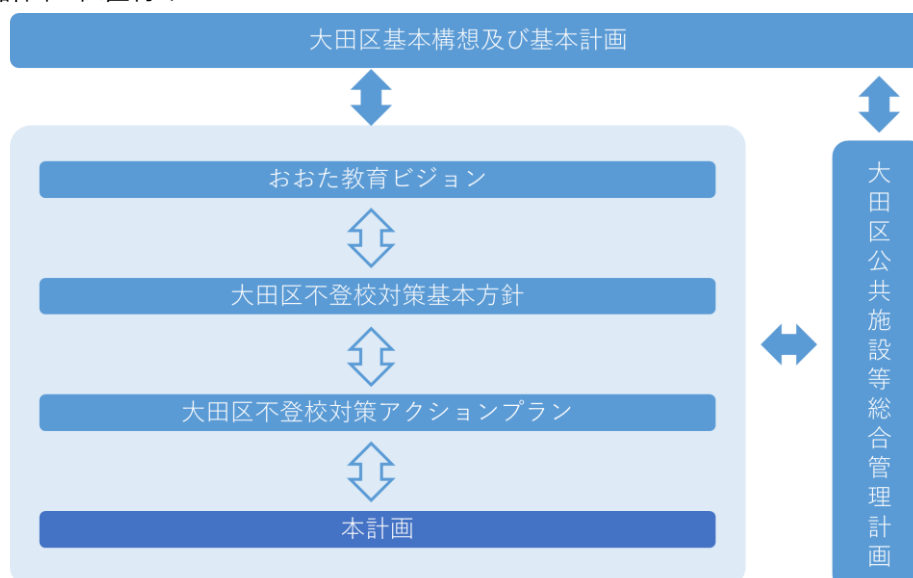 大田区基本構想及び基本計画
おおた教育ビジョン
大田区不登校対策基本方針
大田区不登校対策アクションプラン
本計画
大田区公共施設等総合管理計画